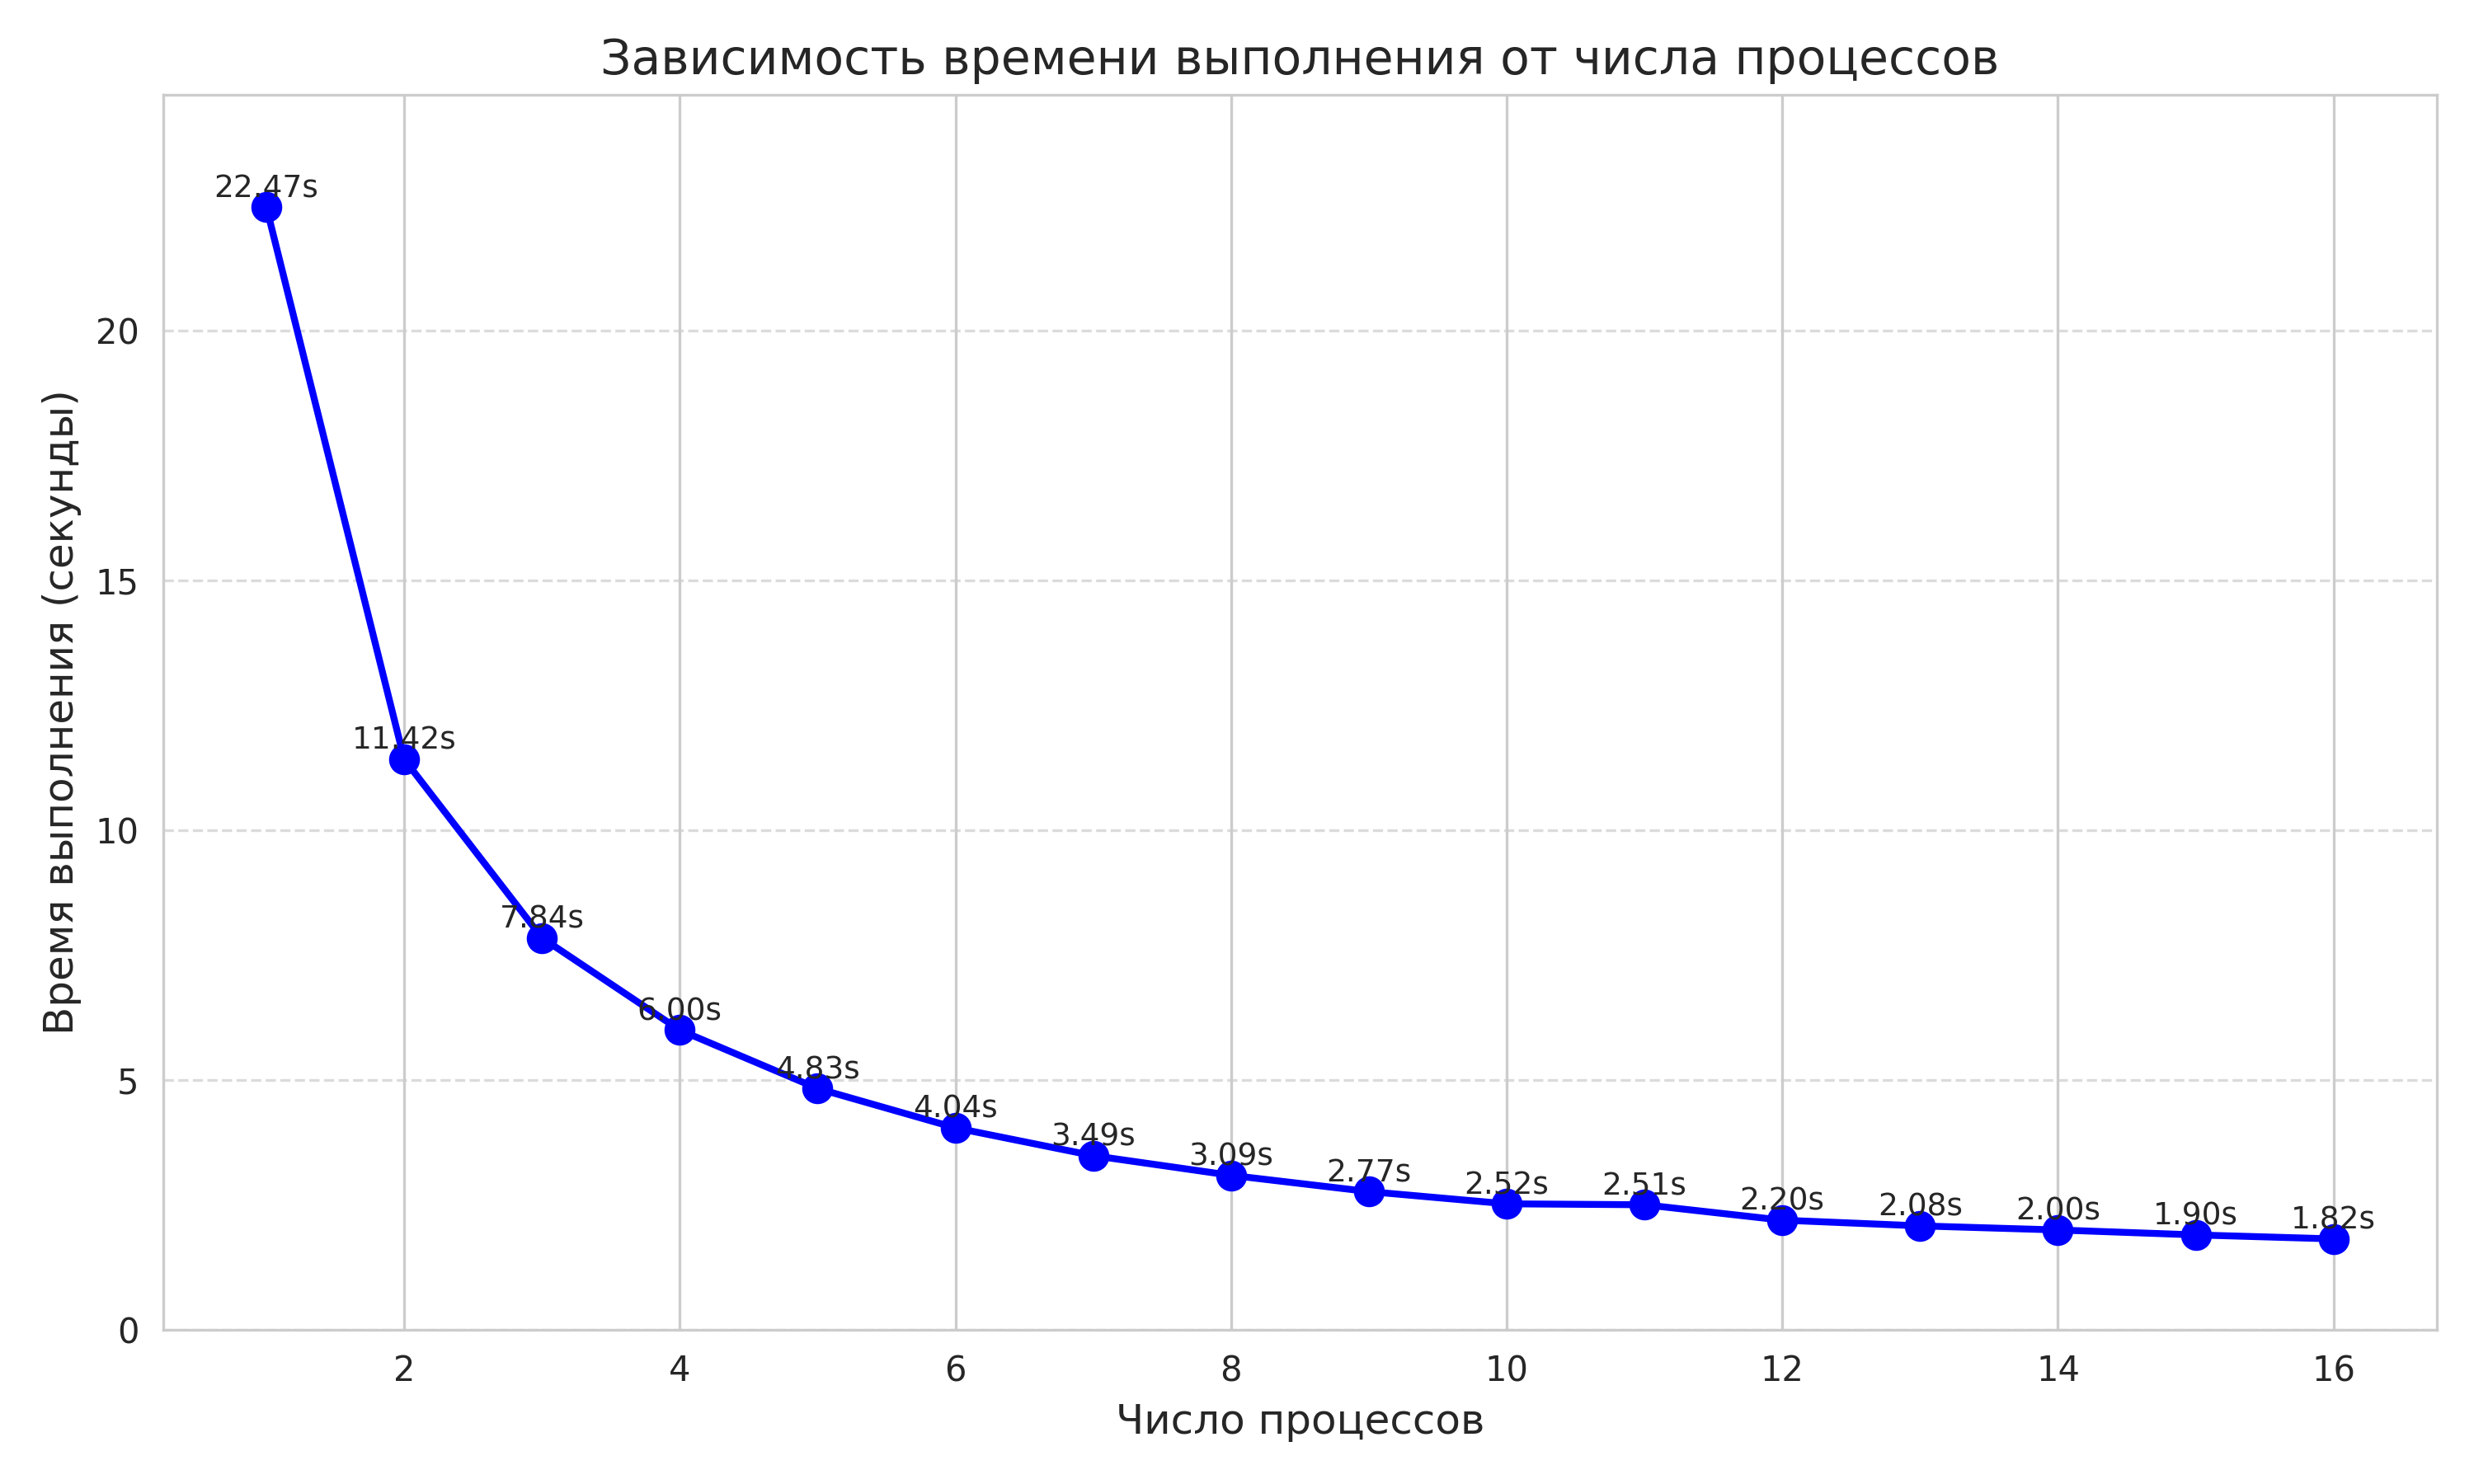 Зависимость времени выполнения от числа процессов
22.47s
20
15
11.42s
10
7.84s
6.00s
5
4.83s
4.04s
3.49s
3.09s
2.77s
2.52s
2.51s
2.20s
2.08s
2.00s
1.90s
1.82s
0
2 4 6 8 10 12 14 16
Число процессов
Время выполнения (секунды)